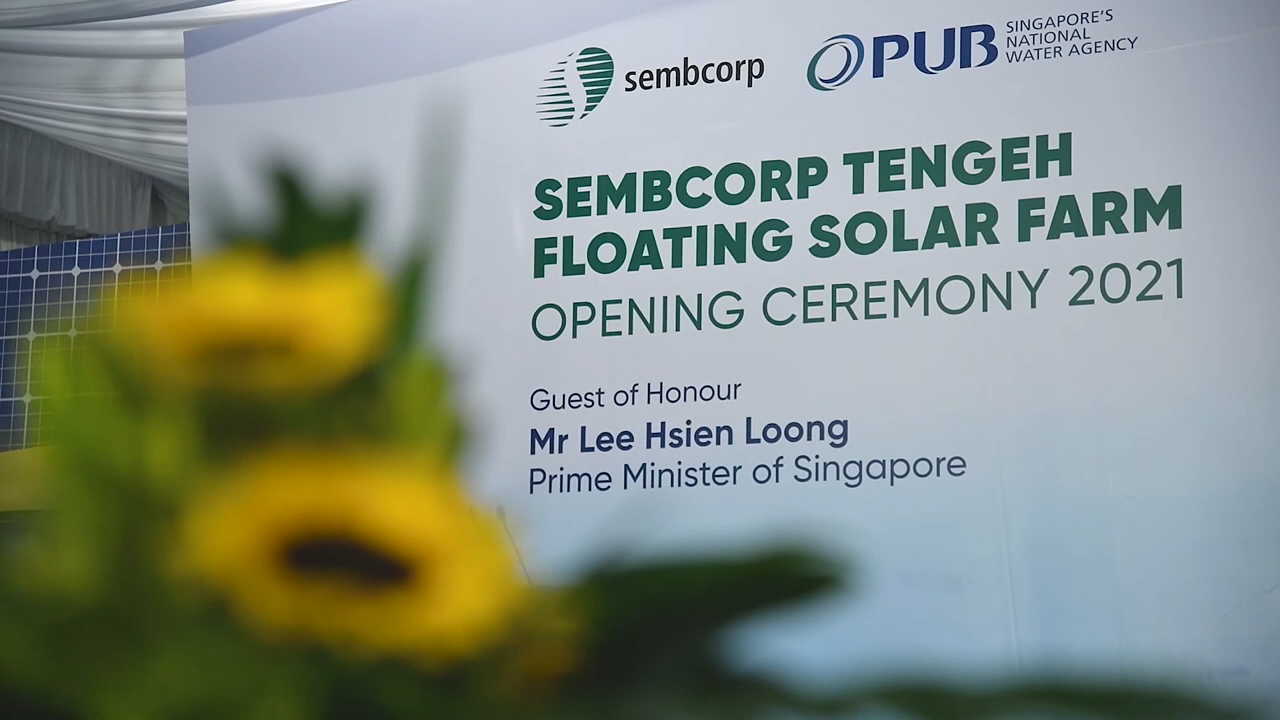 sembcorp
PUB
SINGAPORE'S
NATIONAL
WATER AGENCY
SEMBCORP TENGEH
FLOATING SOLAR FARM
OPENING CEREMONY 2021
Guest of Honour
Mr Lee Hsien Loong
Prime Minister of Singapore